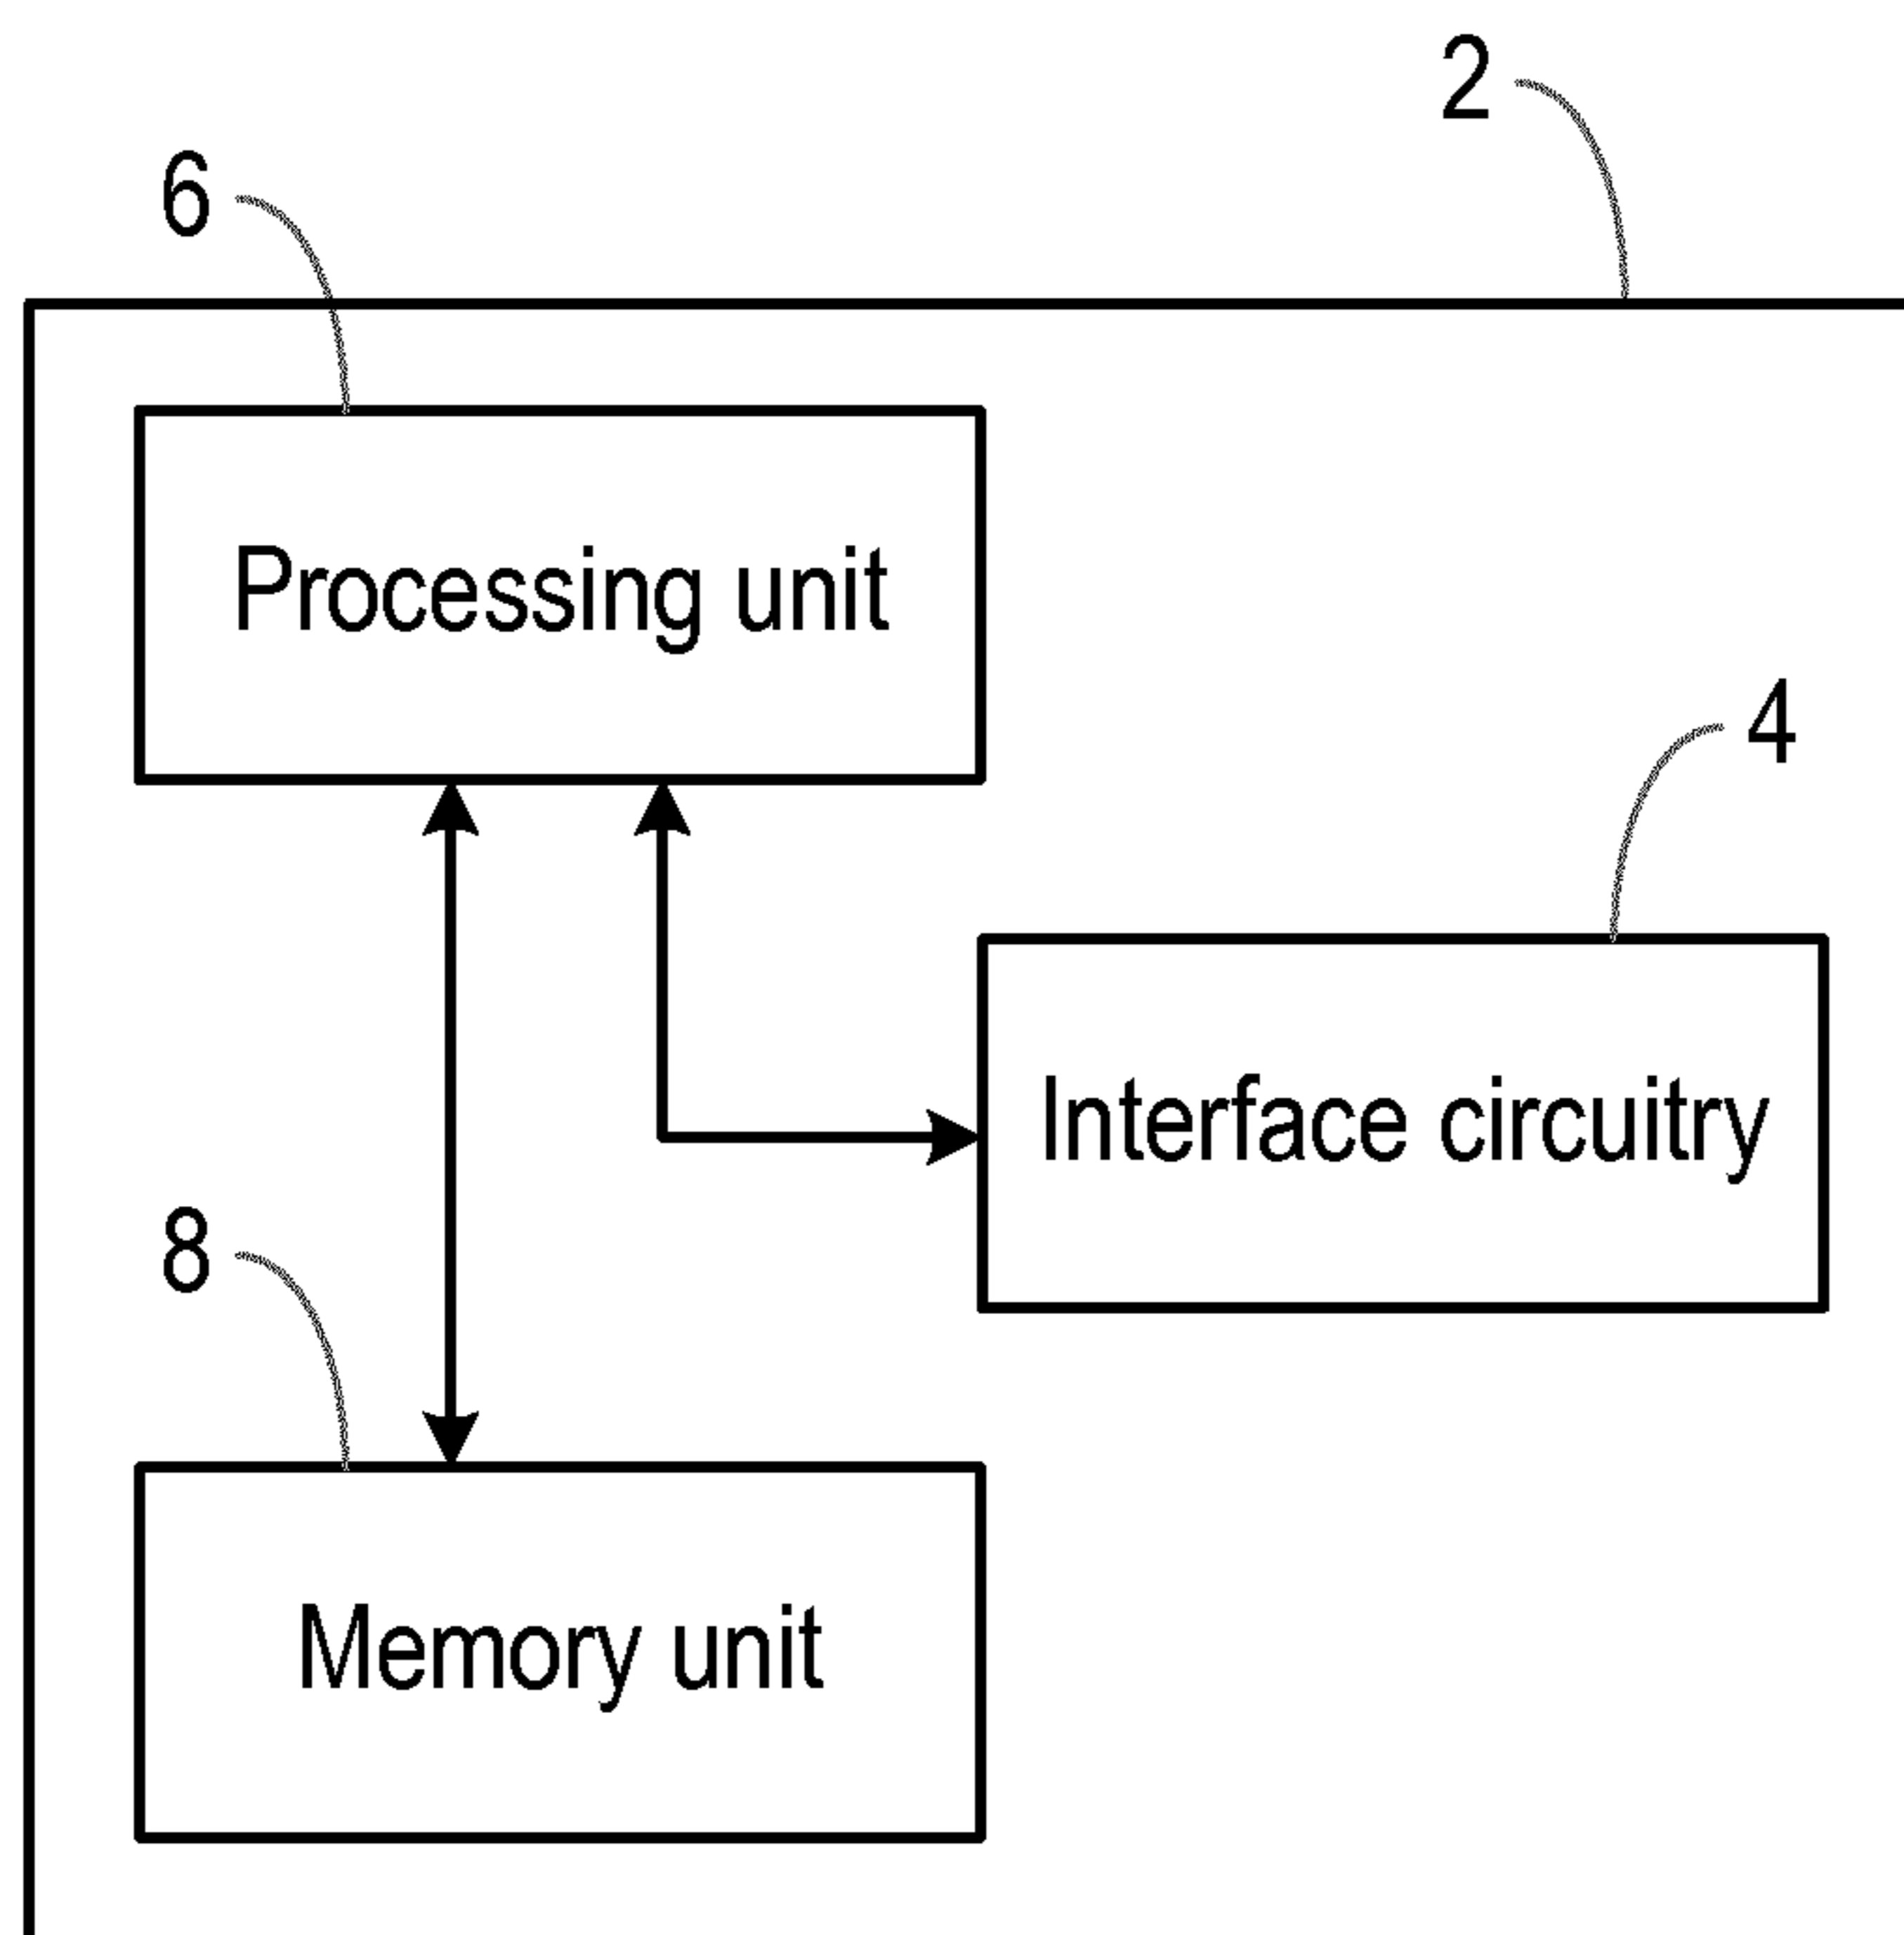 2
6
Processing unit
4
Interface circuitry
8
Memory unit